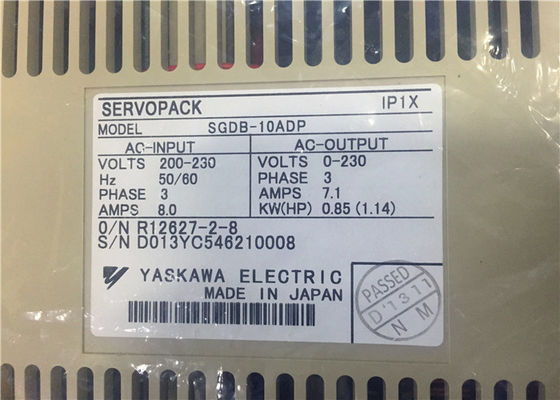 SERVOPACK IP1X
MODEL SGDB-10ADP
AC-INPUT AC-OUTPUT
VOLTS 200-230 VOLTS 0-230
Hz 50/60 PHASE 3
PHASE 3 AMPS 7.1
AMPS 8.0 KW(HP) 0.85 (1.14)
O/N R12627-2-8
S/N D013YC546210008
YASKAWA ELECTRIC
MADE IN JAPAN
PASSED
D'1311
N M